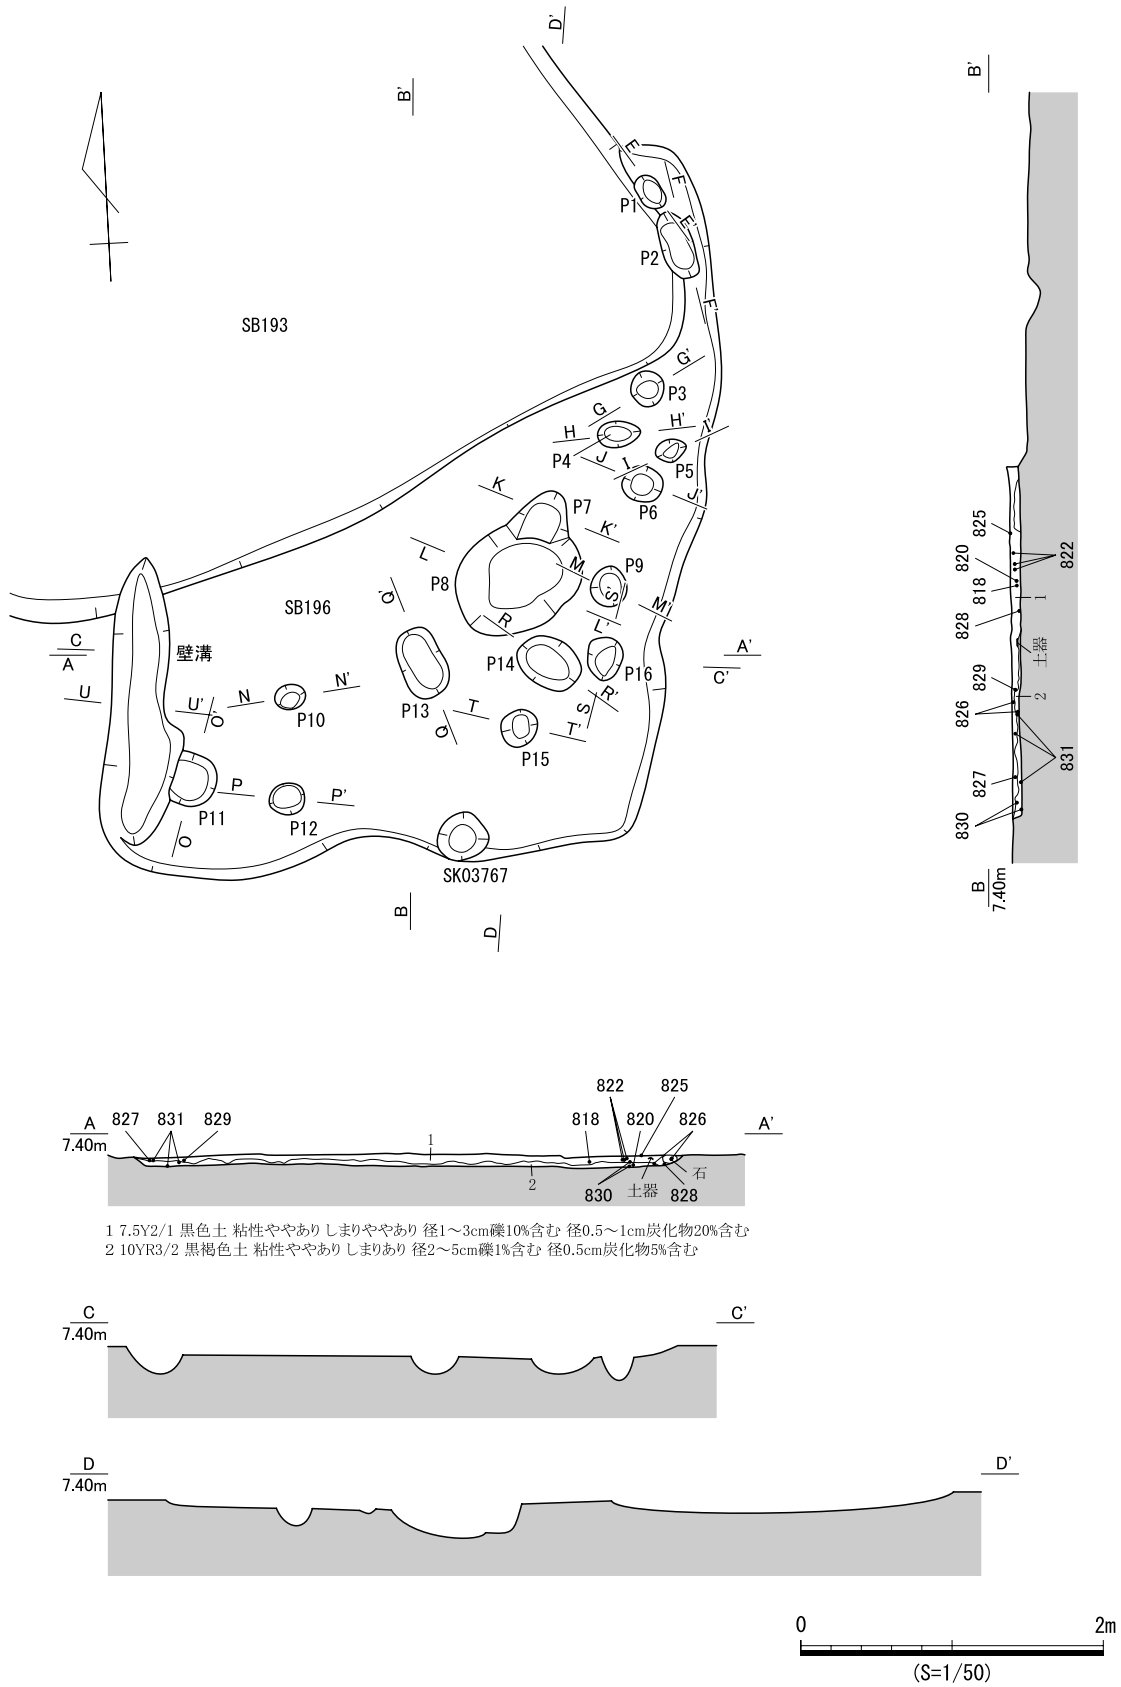 D'
B'
B'
E
F
P1
E'
P2
F'
SB193
G'
P3
G
H
H'
I'
P4
J
I
P5
K
P7
P6
J'
K'
L
M
P9
P8
Q'
S'
M'
SB196
R
L'
C
A
壁溝
A'
C'
P14
P16
U
U'
O'
N
N'
P10
P13
T
S
R'
Q
T'
P15
P
P'
P11
P12
O
SK03767
B
D
825
820
822
818
1
828
土器
829
2
826
831
827
830
B
7.40m
A
7.40m
827
831
829
1
2
818
822
820
825
826
830
土器
828
石
A'
1 7.5Y2/1 黒色土 粘性ややあり しまりややあり 径1～3cm礫10%含む 径0.5～1cm炭化物20%含む
2 10YR3/2 黒褐色土 粘性ややあり しまりあり 径2～5cm礫1%含む 径0.5cm炭化物5%含む
C
7.40m
C'
D
7.40m
D'
0
2m
(S=1/50)